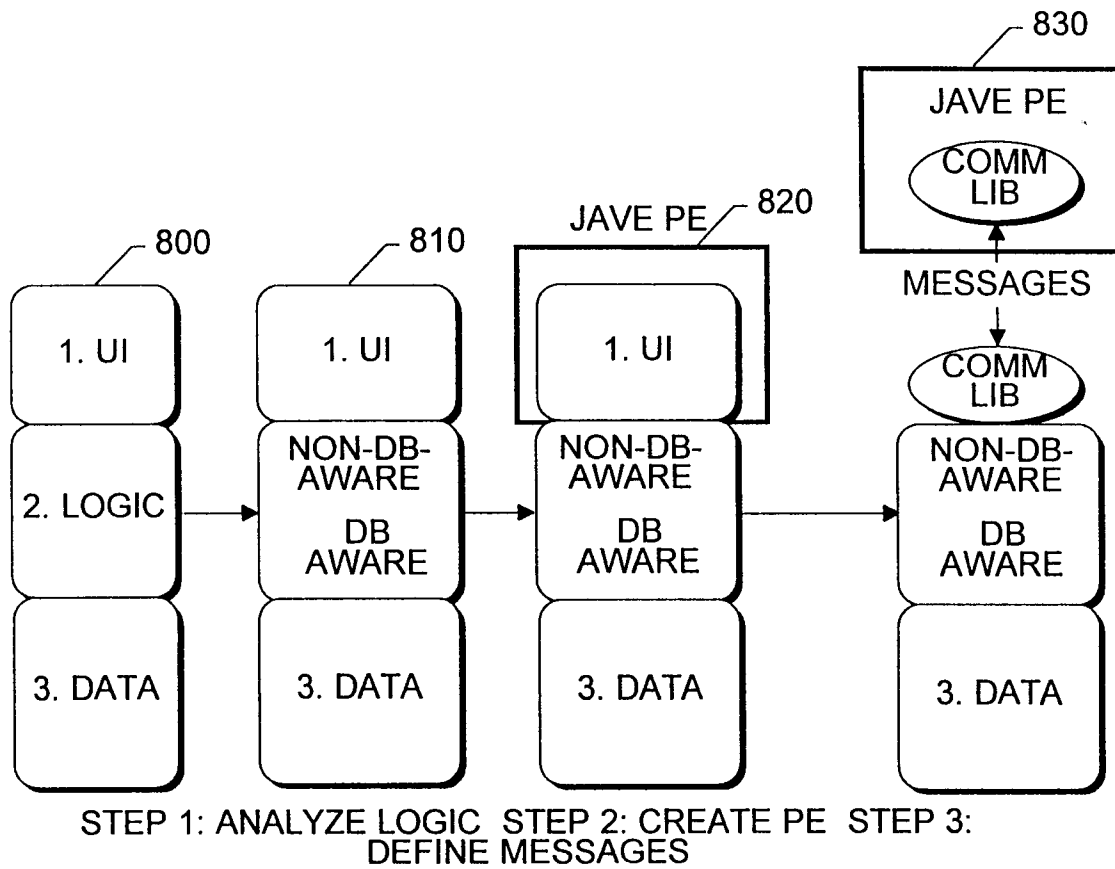 830
JAVE PE
COMM
LIB
MESSAGES
COMM
LIB
NON-DB-
AWARE
DB
AWARE
3. DATA
800
1. UI
2. LOGIC
3. DATA
810
1. UI
NON-DB-
AWARE
DB
AWARE
3. DATA
JAVE PE
820
1. UI
NON-DB-
AWARE
DB
AWARE
3. DATA
STEP 1: ANALYZE LOGIC STEP 2: CREATE PE STEP 3:
DEFINE MESSAGES